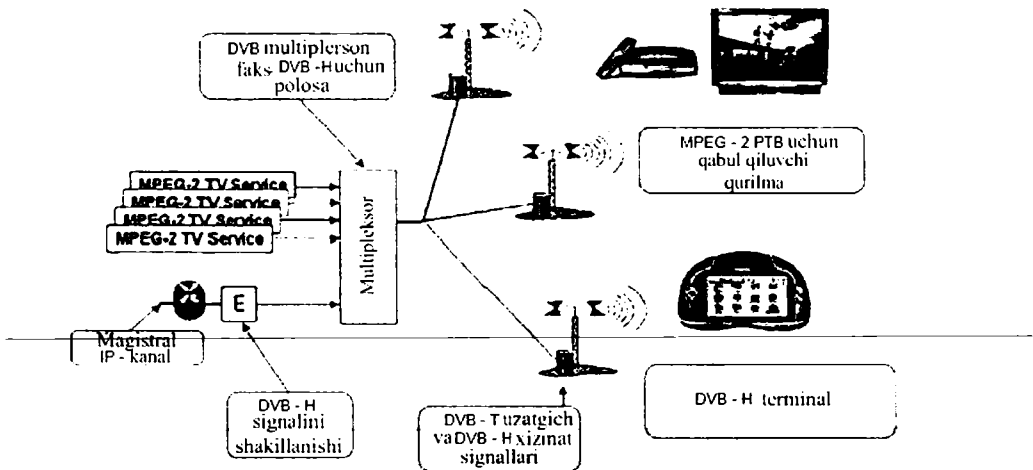 DVB multiplerson
faks- DVB -Huchun
polosa
MPEG-2 TV Service
MPEG-2 TV Service
MPEG-2 TV Service
MPEG-2 TV Service
Multipleksor
E
Magistral
IP - kanal
DVB - H
signalini
shakillanishi
DVB - T uzatgich
va DVB - H xizinat
signallari
MPEG - 2 PTB uchun
qabul qiluvchi
qurilma
DVB - H terminal